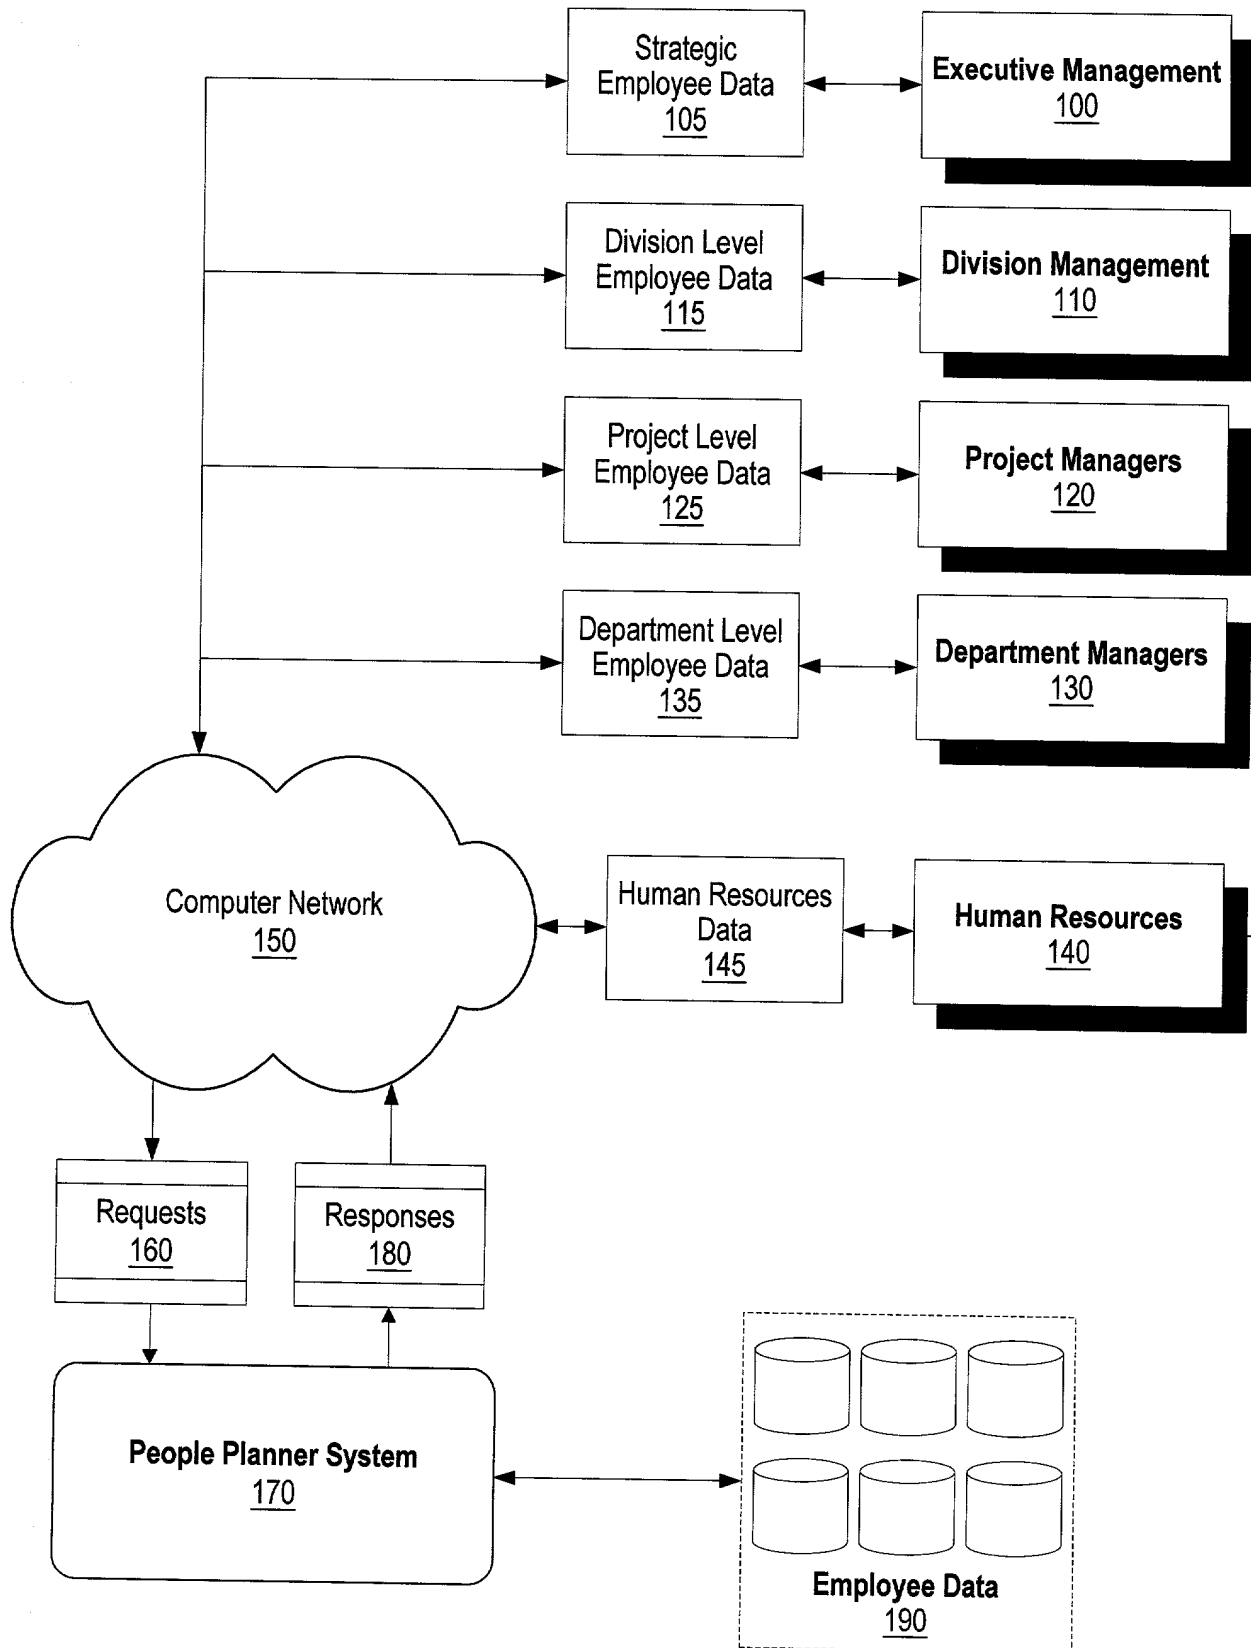 Strategic
Employee Data
105
Executive Management
100
Division Level
Employee Data
115
Division Management
110
Project Level
Employee Data
125
Project Managers
120
Department Level
Employee Data
135
Department Managers
130
Computer Network
150
Human Resources
Data
145
Human Resources
140
Requests
160
Responses
180
People Planner System
170
Employee Data
190